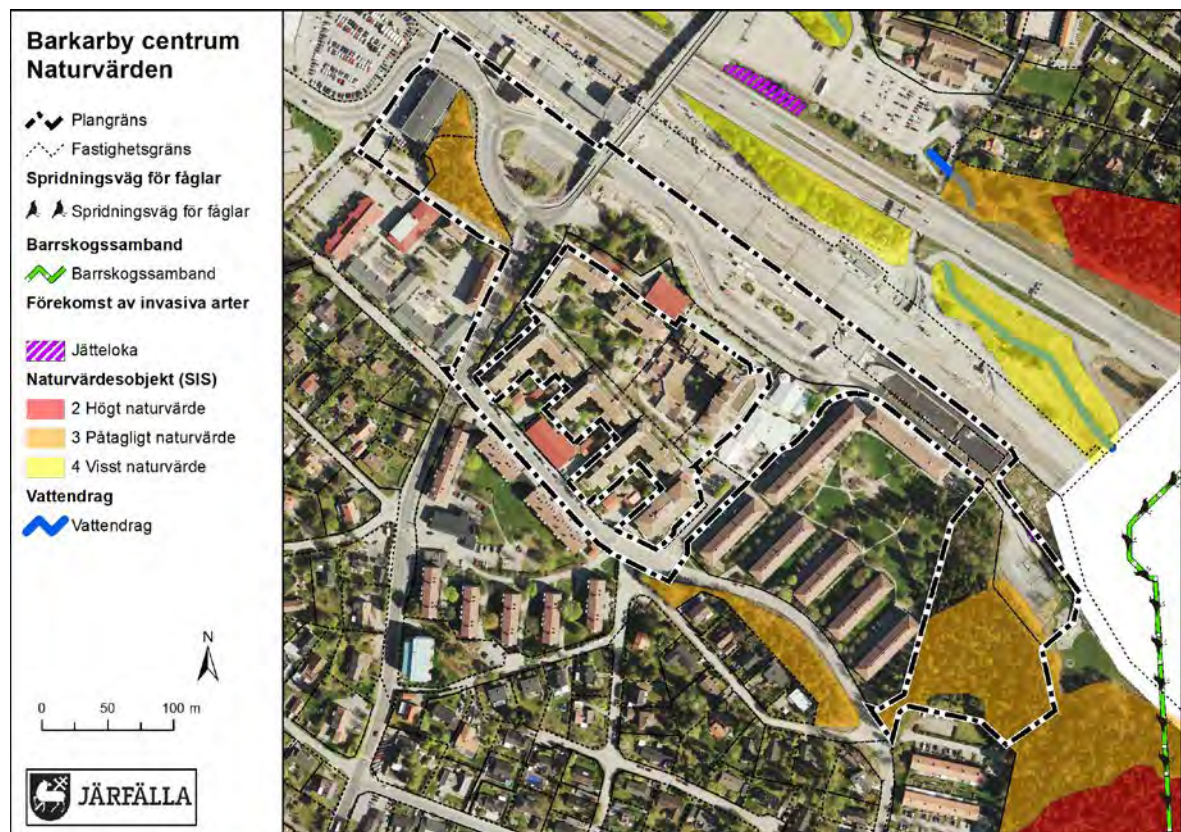 Barkarby centrum
Naturvärden
Plangräns
Fastighetsgräns
Spridningsväg för fåglar
Spridningsväg för fåglar
Barrskogssamband
Barrskogssamband
Förekomst av invasiva arter
Jätteloka
Naturvärdesobjekt (SIS)
2 Högt naturvärde
3 Påtagligt naturvärde
4 Visst naturvärde
Vattendrag
Vattendrag
N
0 50 100 m
JÄRFÄLLA